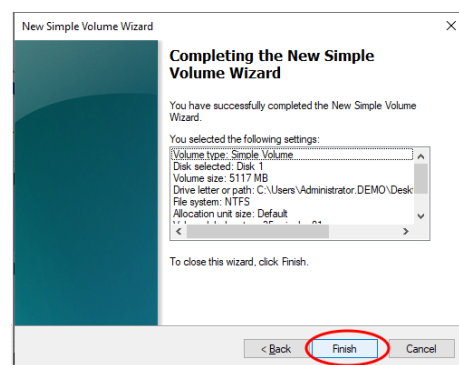 New Simple Volume Wizard
Completing the New Simple
Volume Wizard
You have successfully completed the New Simple Volume
Wizard.
You selected the following settings:
Volume type: Simple Volume
Disk selected: Disk 1
Volume size: 5117 MB
Drive letter or path: C:\Users\Administrator.DEMO\Desk
File system: NTFS
Allocation unit size: Default
To close this wizard, click Finish.
< Back
Finish
Cancel